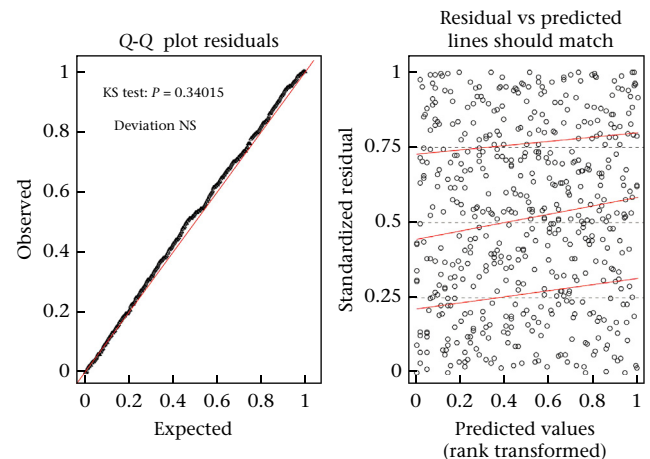 Q-Q plot residuals
KS test: P = 0.34015
Deviation NS
Observed
1
0.8
0.6
0.4
0.2
0
0 0.2 0.4 0.6 0.8 1
Expected
Residual vs predicted
lines should match
Standardized residual
1
0.75
0.5
0.25
0
0 0.2 0.4 0.6 0.8 1
Predicted values
(rank transformed)